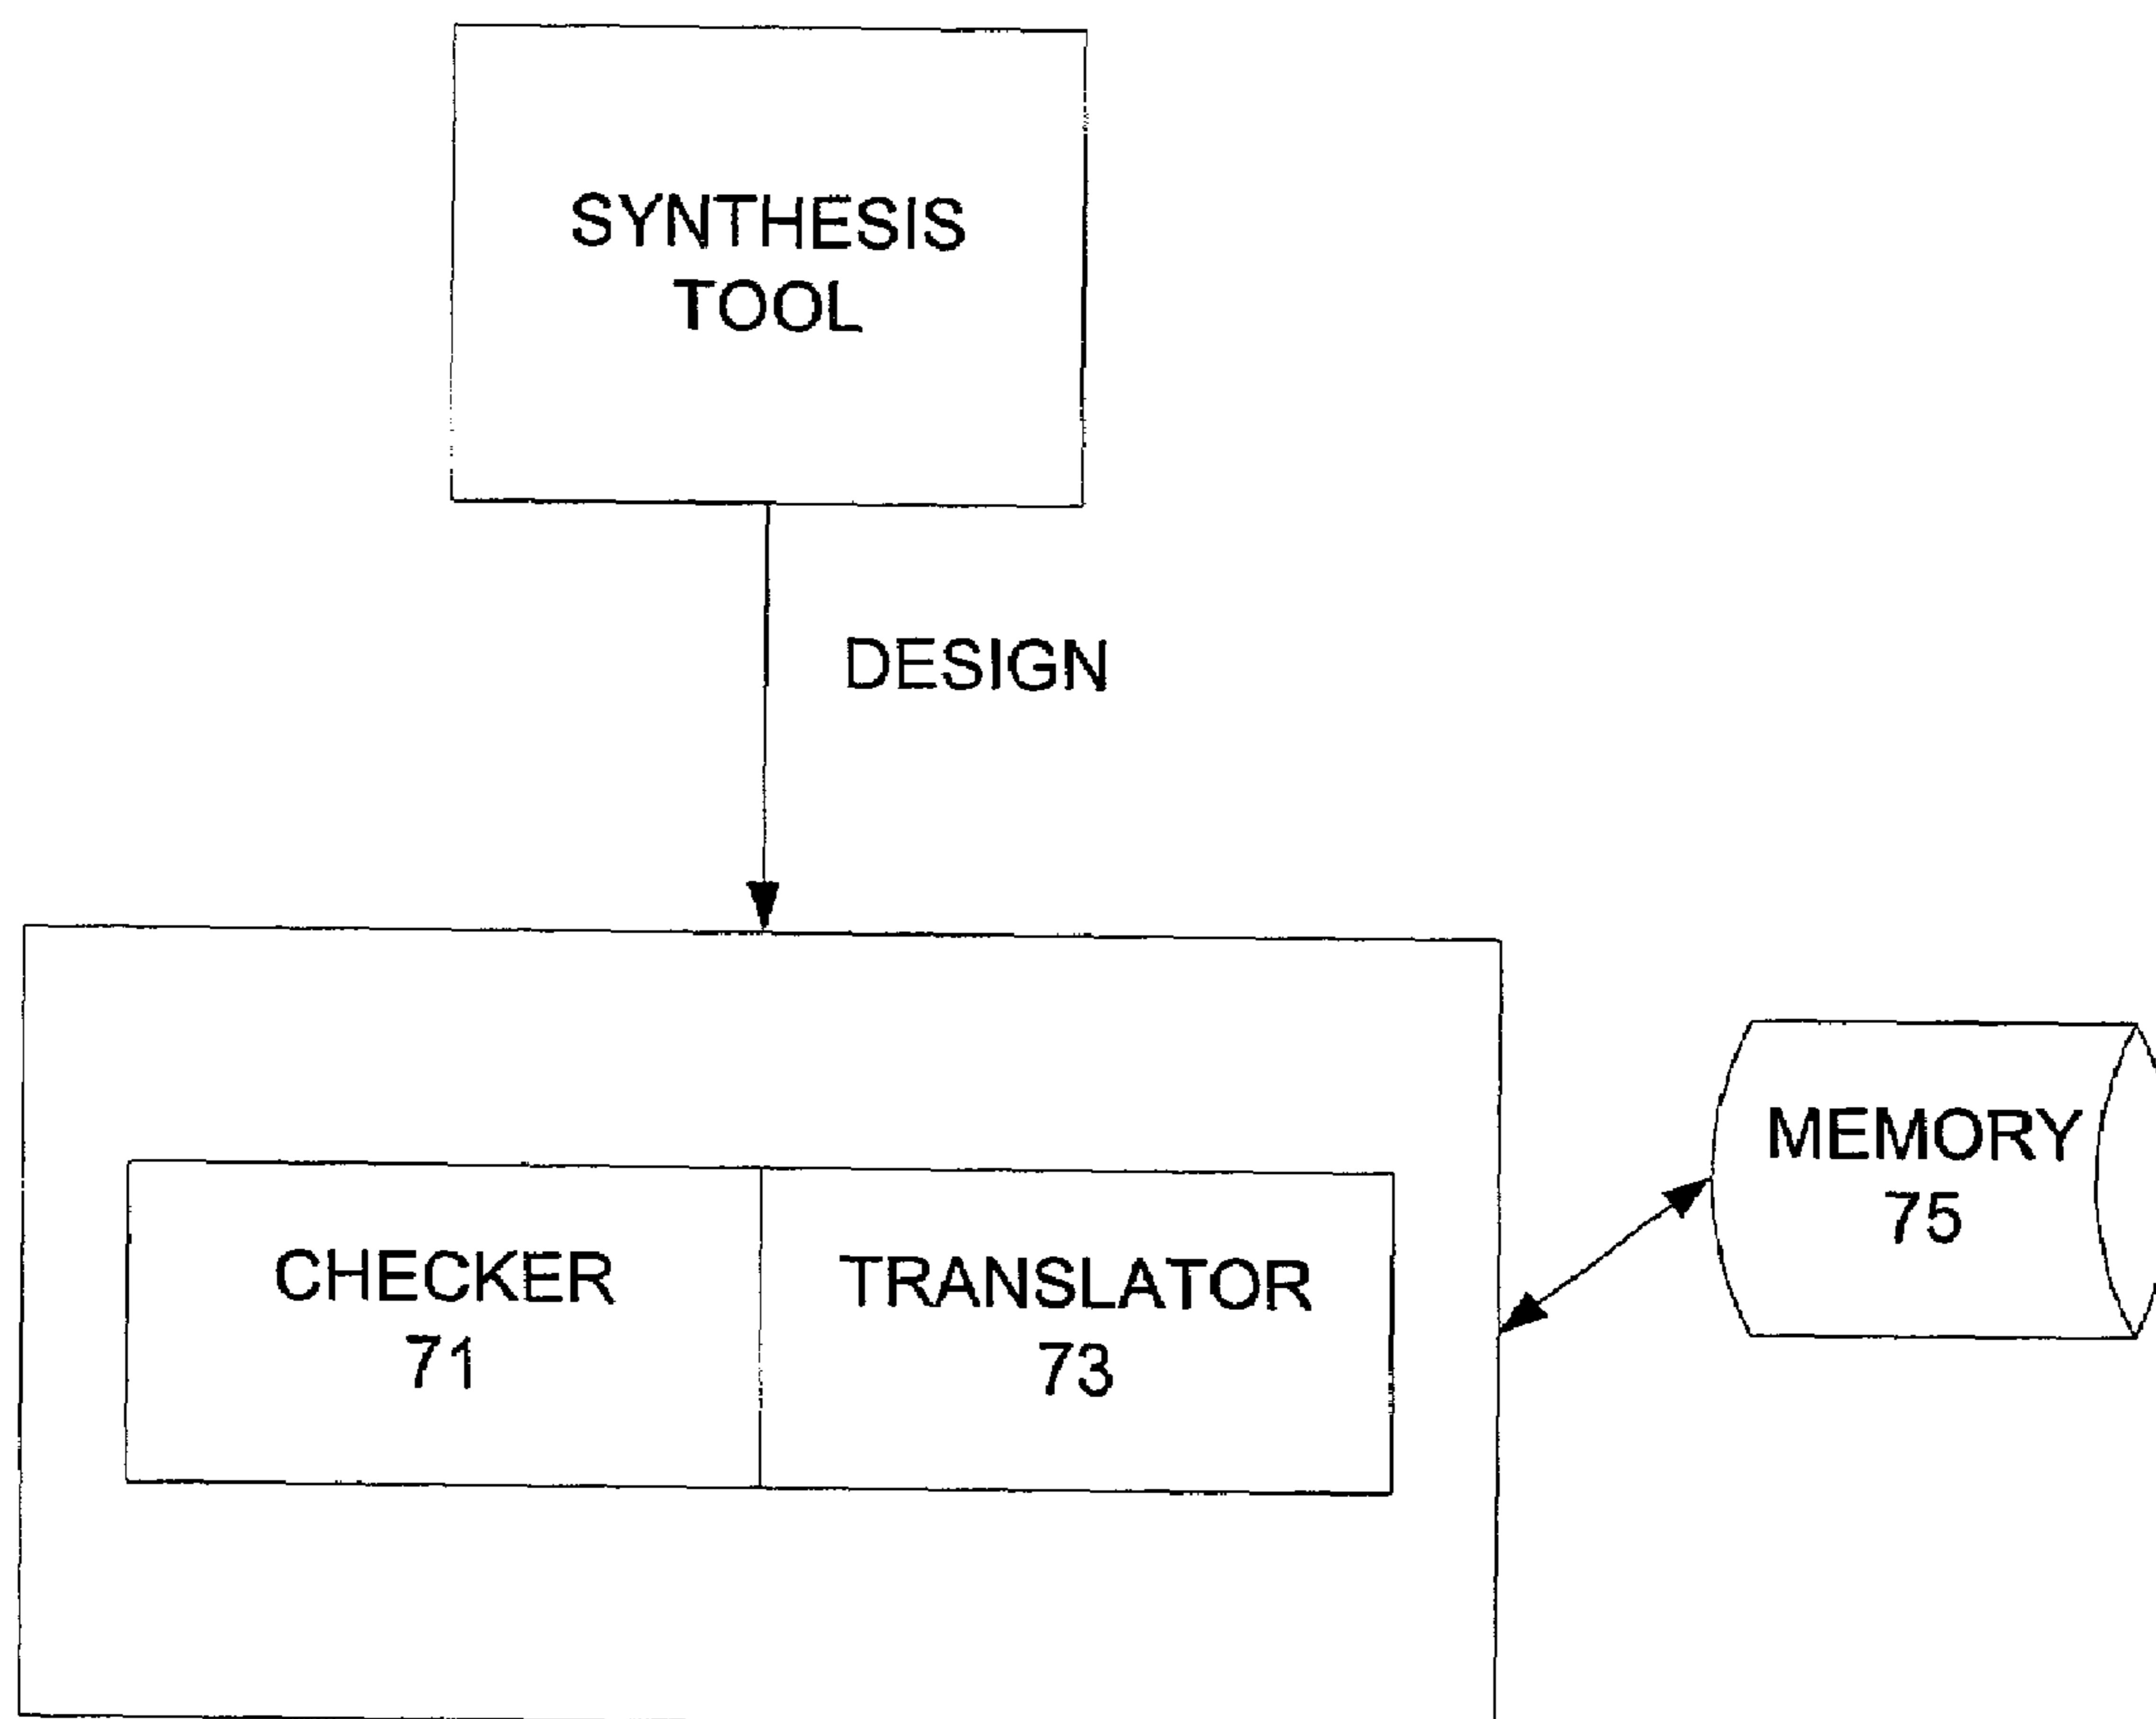 SYNTHESIS
TOOL
DESIGN
CHECKER
71
TRANSLATOR
73
MEMORY
75